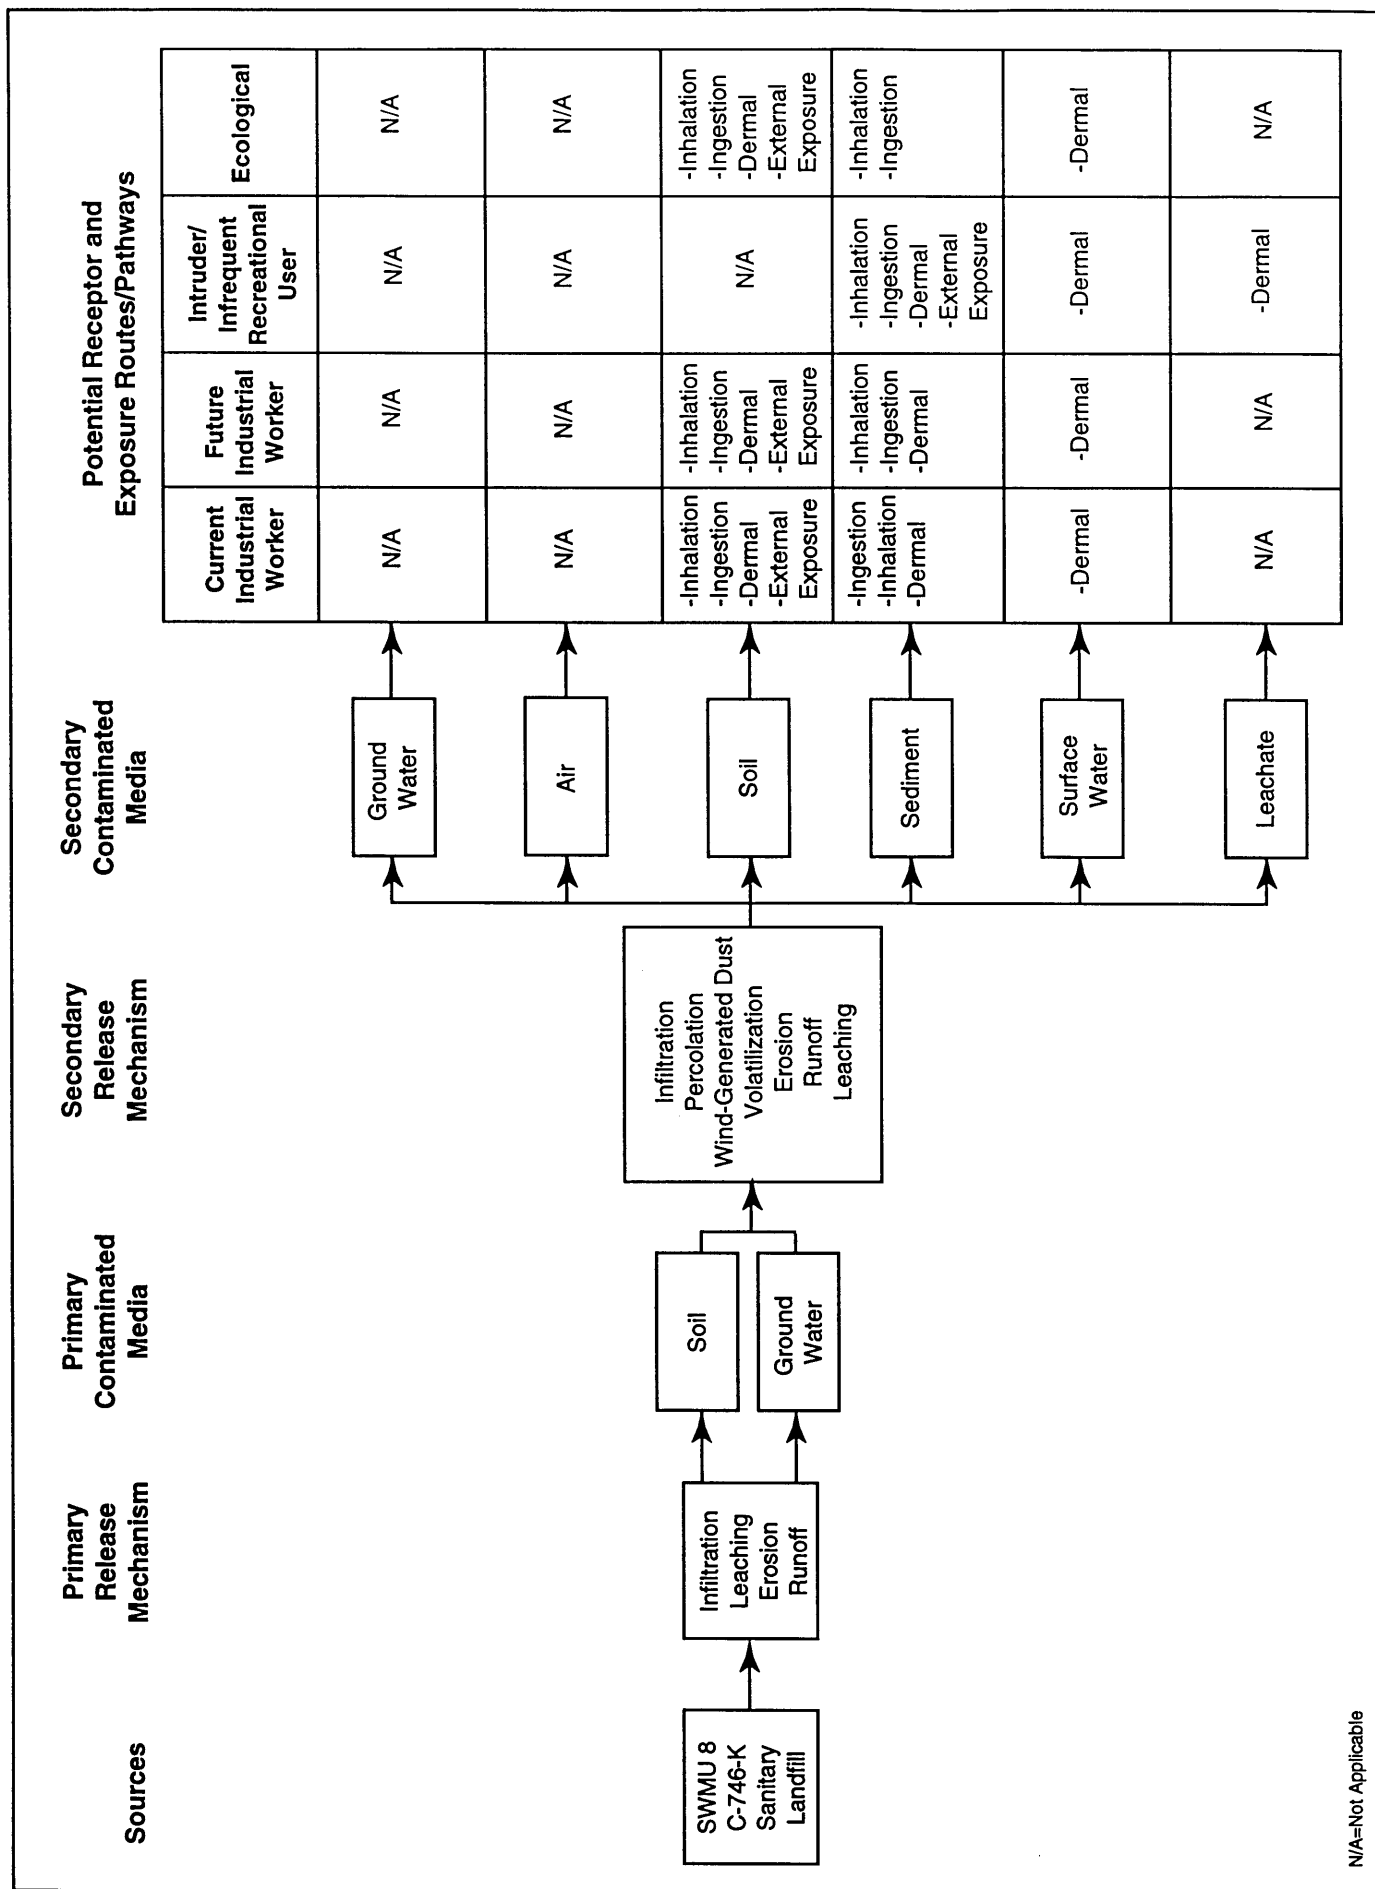 Sources
Primary
Release
Mechanism
Primary
Contaminated
Media
Secondary
Release
Mechanism
Secondary
Contaminated
Media
Potential Receptor and
Exposure Routes/Pathways
SWMU 8
C-746-K
Sanitary
Landfill
Infiltration
Leaching
Erosion
Runoff
Soil
Ground
Water
Infiltration
Percolation
Wind-Generated Dust
Volatilization
Erosion
Runoff
Leaching
Current
Industrial
Worker
Future
Industrial
Worker
Intruder/
Infrequent
Recreational
User
Ecological
Ground
Water
N/A
N/A
N/A
N/A
Air
N/A
N/A
N/A
N/A
Soil
-Inhalation
-Ingestion
-Dermal
-External
Exposure
-Inhalation
-Ingestion
-Dermal
-External
Exposure
N/A
-Inhalation
-Ingestion
-Dermal
-External
Exposure
Sediment
-Ingestion
-Inhalation
-Dermal
-Inhalation
-Ingestion
-Dermal
-Inhalation
-Ingestion
-Dermal
-External
Exposure
-Inhalation
-Ingestion
Surface
Water
-Dermal
-Dermal
-Dermal
-Dermal
Leachate
N/A
N/A
-Dermal
N/A
N/A=Not Applicable